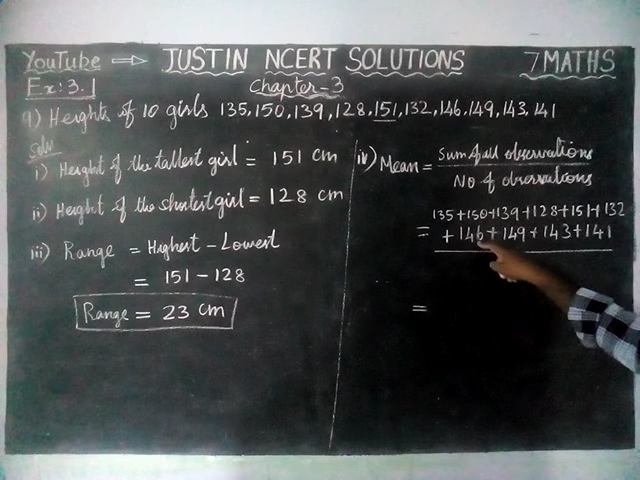 YouTube ⟹ JUSTIN NCERT SOLUTIONS 7 MATHS
Ex: 3.1 Chapter-3
9) Heights of 10 girls 135, 150, 139, 128, 151, 132, 146, 149, 143, 141
Soln
i) Height of the tallest girl = 151 cm
ii) Height of the shortest girl = 128 cm
iii) Range = Highest - Lowest
= 151 - 128
Range = 23 cm
iv) Mean = Sum of all observations
No of observations
= 135+150+139+128+151+132
+ 146 + 149 + 143 + 141
=